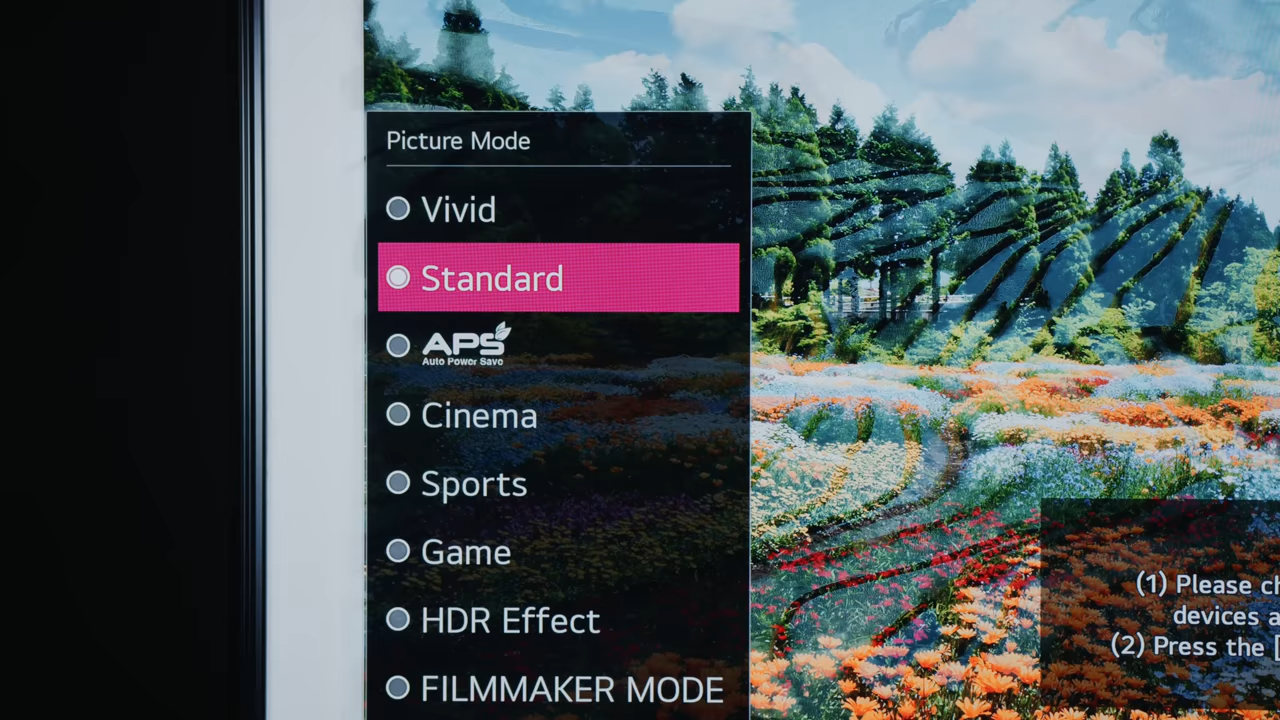 Picture Mode
Vivid
Standard
APS
Auto Power Save
Cinema
Sports
Game
HDR Effect
FILMMAKER MODE
(1) Please
devices
(2) Press the [